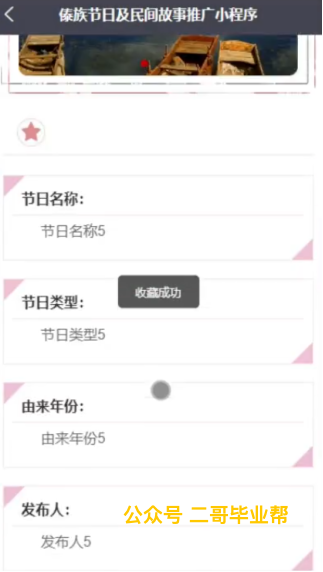 傣族节日及民间故事推广小程序
节日名称：
节日名称5
收藏成功
节日类型：
节日类型5
由来年份：
由来年份5
发布人：
公众号 二哥毕业帮
发布人5